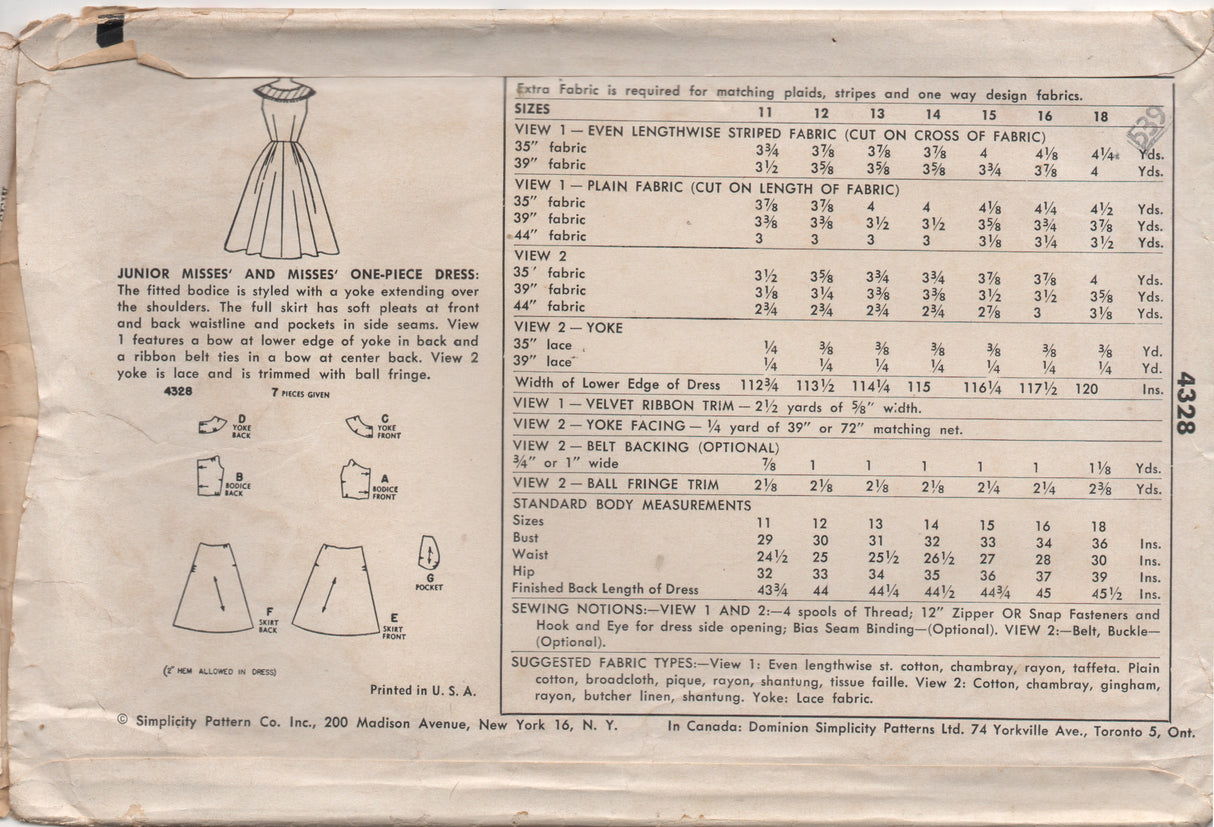 JUNIOR MISSES' AND MISSES' ONE-PIECE DRESS:
The fitted bodice is styled with a yoke extending over
the shoulders. The full skirt has soft pleats at front
and back waistline and pockets in side seams. View
1 features a bow at lower edge of yoke in back and
a ribbon belt ties in a bow at center back. View 2
yoke is lace and is trimmed with ball fringe.
4328 7 PIECES GIVEN
D YOKE BACK
C YOKE FRONT
B BODICE BACK
A BODICE FRONT
G POCKET
F SKIRT BACK
E SKIRT FRONT
(2" HEM ALLOWED IN DRESS)
Printed in U. S. A.
Extra Fabric is required for matching plaids, stripes and one way design fabrics.
SIZES 11 12 13 14 15 16 18
539
VIEW 1 — EVEN LENGTHWISE STRIPED FABRIC (CUT ON CROSS OF FABRIC)
35" fabric 3¾ 3⅞ 3⅞ 3⅞ 4 4⅛ 4¼ Yds.
39" fabric 3½ 3⅝ 3⅝ 3⅝ 3¾ 3⅞ 4 Yds.
VIEW 1 — PLAIN FABRIC (CUT ON LENGTH OF FABRIC)
35" fabric 3⅞ 3⅞ 4 4 4⅛ 4¼ 4½ Yds.
39" fabric 3⅜ 3⅜ 3½ 3½ 3⅝ 3¾ 3⅞ Yds.
44" fabric 3 3 3 3 3⅛ 3¼ 3½ Yds.
VIEW 2
35" fabric 3½ 3⅝ 3¾ 3¾ 3⅞ 3⅞ 4 Yds.
39" fabric 3⅛ 3¼ 3⅜ 3⅜ 3½ 3½ 3⅝ Yds.
44" fabric 2¾ 2¾ 2¾ 2¾ 2⅞ 3 3⅛ Yds.
VIEW 2 — YOKE
35" lace ¼ ⅜ ⅜ ⅜ ⅜ ⅜ ⅜ Yd.
39" lace ¼ ¼ ¼ ¼ ¼ ¼ ¼ Yd.
Width of Lower Edge of Dress 112¾ 113½ 114¼ 115 116¼ 117½ 120 Ins.
VIEW 1 — VELVET RIBBON TRIM — 2½ yards of ⅝" width.
VIEW 2 — YOKE FACING — ¼ yard of 39" or 72" matching net.
VIEW 2 — BELT BACKING (OPTIONAL)
¾" or 1" wide ⅞ 1 1 1 1 1 1⅛ Yds.
VIEW 2 — BALL FRINGE TRIM 2⅛ 2⅛ 2⅛ 2⅛ 2¼ 2¼ 2⅜ Yds.
STANDARD BODY MEASUREMENTS
Sizes 11 12 13 14 15 16 18
Bust 29 30 31 32 33 34 36 Ins.
Waist 24½ 25 25½ 26½ 27 28 30 Ins.
Hip 32 33 34 35 36 37 39 Ins.
Finished Back Length of Dress 43¾ 44 44¼ 44½ 44¾ 45 45½ Ins.
SEWING NOTIONS:—VIEW 1 AND 2:—4 spools of Thread; 12" Zipper OR Snap Fasteners and
Hook and Eye for dress side opening; Bias Seam Binding—(Optional). VIEW 2:—Belt, Buckle—
(Optional).
SUGGESTED FABRIC TYPES:—View 1: Even lengthwise st. cotton, chambray, rayon, taffeta. Plain
cotton, broadcloth, pique, rayon, shantung, tissue faille. View 2: Cotton, chambray, gingham,
rayon, butcher linen, shantung. Yoke: Lace fabric.
4328
© Simplicity Pattern Co. Inc., 200 Madison Avenue, New York 16, N. Y. In Canada: Dominion Simplicity Patterns Ltd. 74 Yorkville Ave., Toronto 5, Ont.